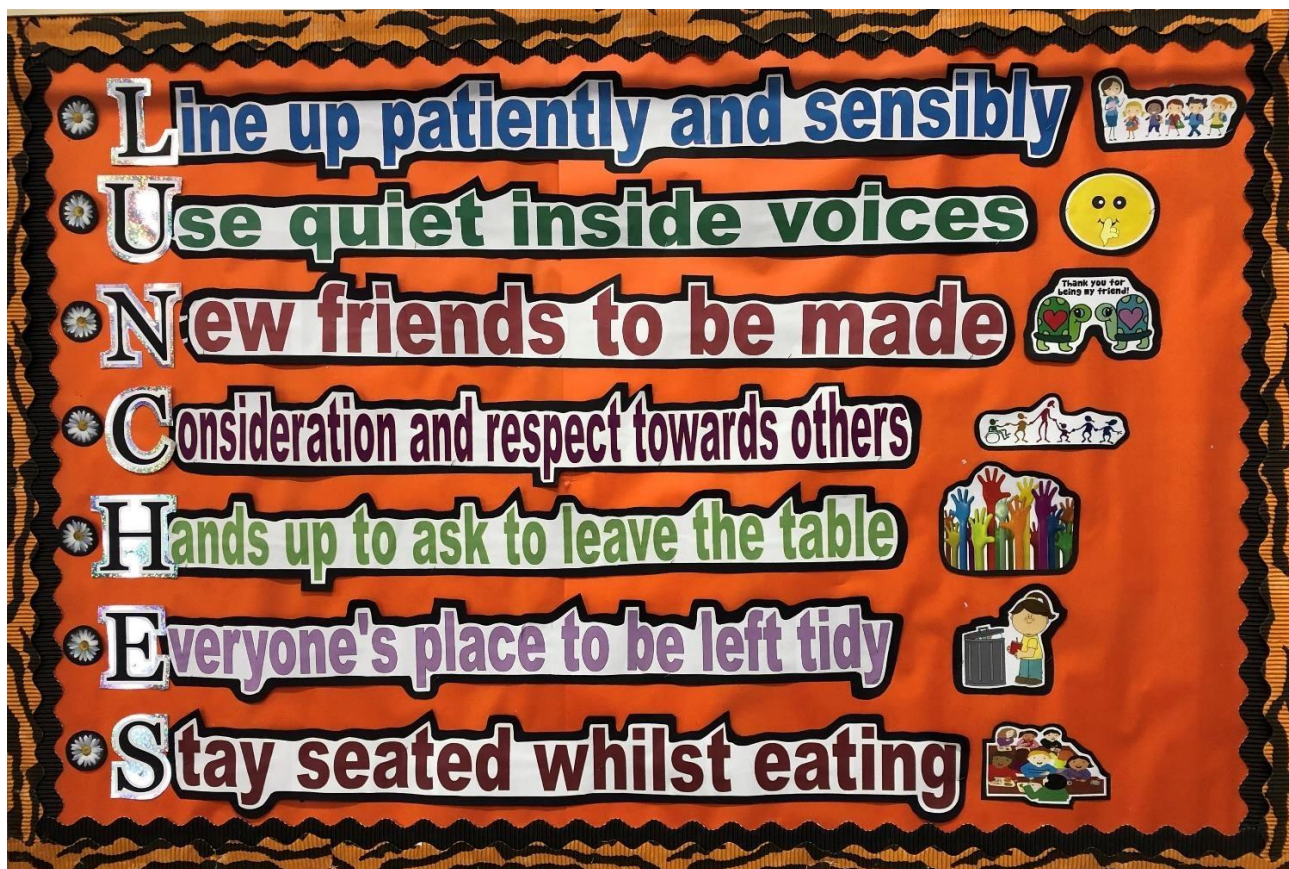 Line up patiently and sensibly
Use quiet inside voices
New friends to be made
Thank you for
being my friend!
Consideration and respect towards others
Hands up to ask to leave the table
Everyone's place to be left tidy
Stay seated whilst eating